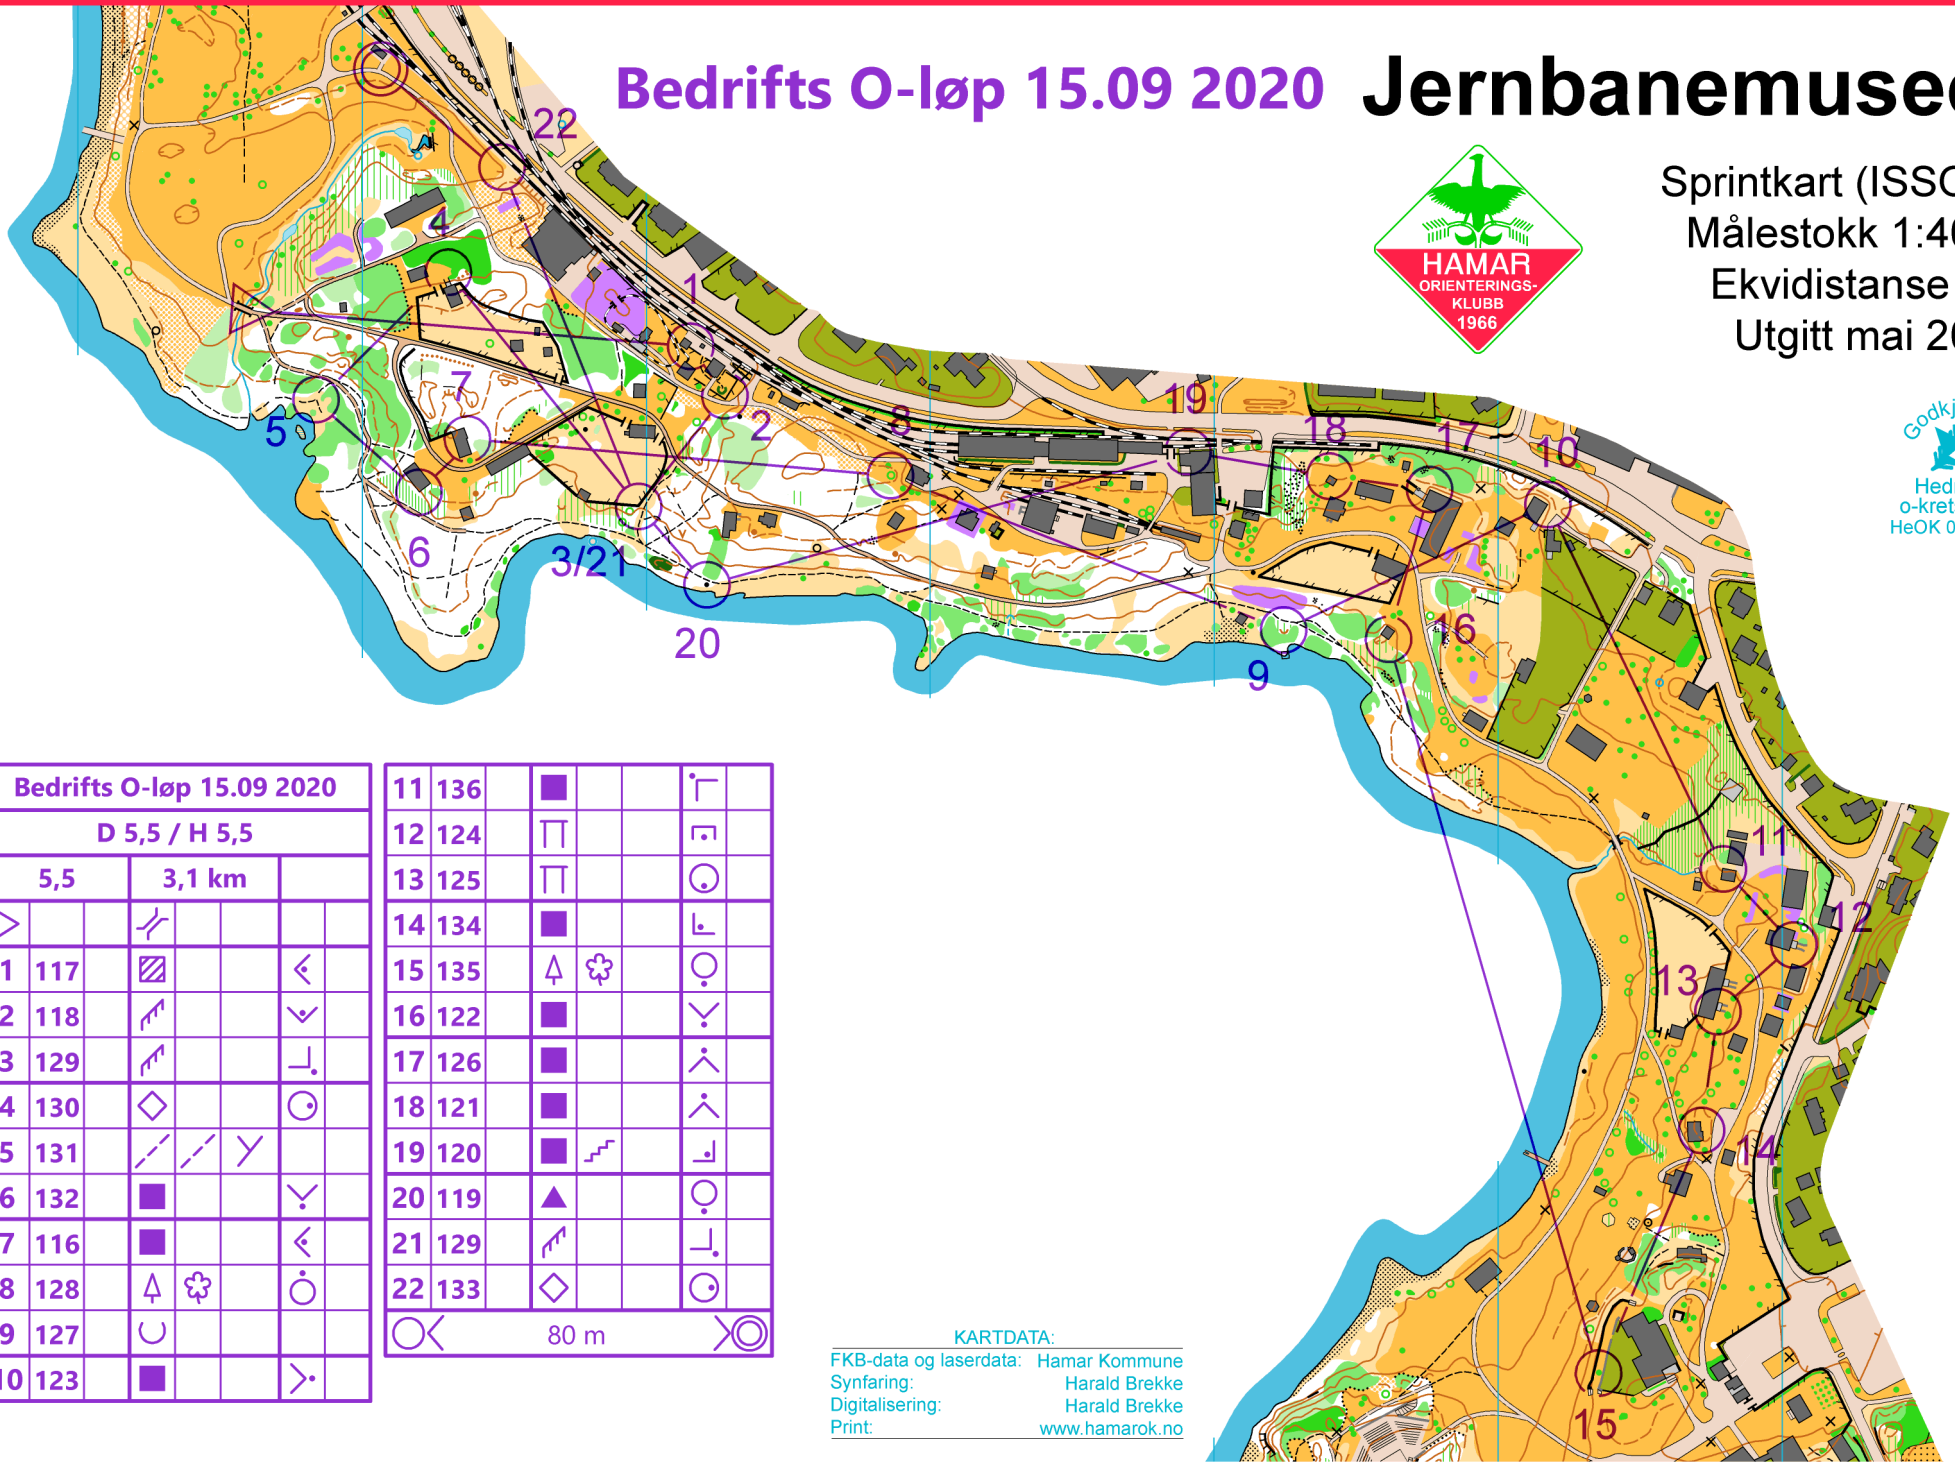 Bedrifts O-løp 15.09 2020
Jernbanemusee
Sprintkart (ISSO
Målestokk 1:40
Ekvidistanse
Utgitt mai 20
HAMAR
ORIENTERINGS-
KLUBB
1966
Godkj
Hed
o-kret
HeOK 0
22
4
1
7
2
8
19
18
17
10
5
6
3/21
20
9
16
11
12
13
14
15
Bedrifts O-løp 15.09 2020
D 5,5 / H 5,5
5,5 3,1 km
1 117
2 118
3 129
4 130
5 131
6 132
7 116
8 128
9 127
10 123
11 136
12 124
13 125
14 134
15 135
16 122
17 126
18 121
19 120
20 119
21 129
22 133
80 m
KARTDATA:
FKB-data og laserdata: Hamar Kommune
Synfaring: Harald Brekke
Digitalisering: Harald Brekke
Print: www.hamarok.no